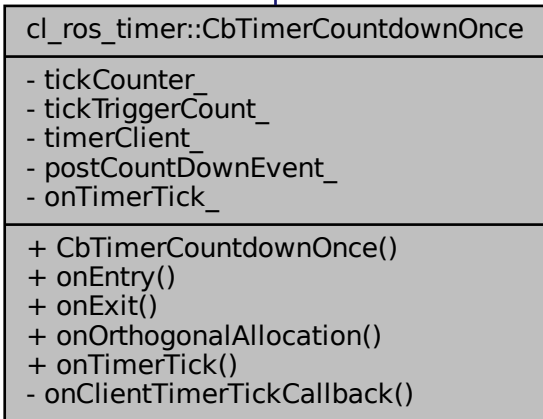 cl_ros_timer::CbTimerCountdownOnce
- tickCounter_
- tickTriggerCount_
- timerClient_
- postCountDownEvent_
- onTimerTick_
+ CbTimerCountdownOnce()
+ onEntry()
+ onExit()
+ onOrthogonalAllocation()
+ onTimerTick()
- onClientTimerTickCallback()